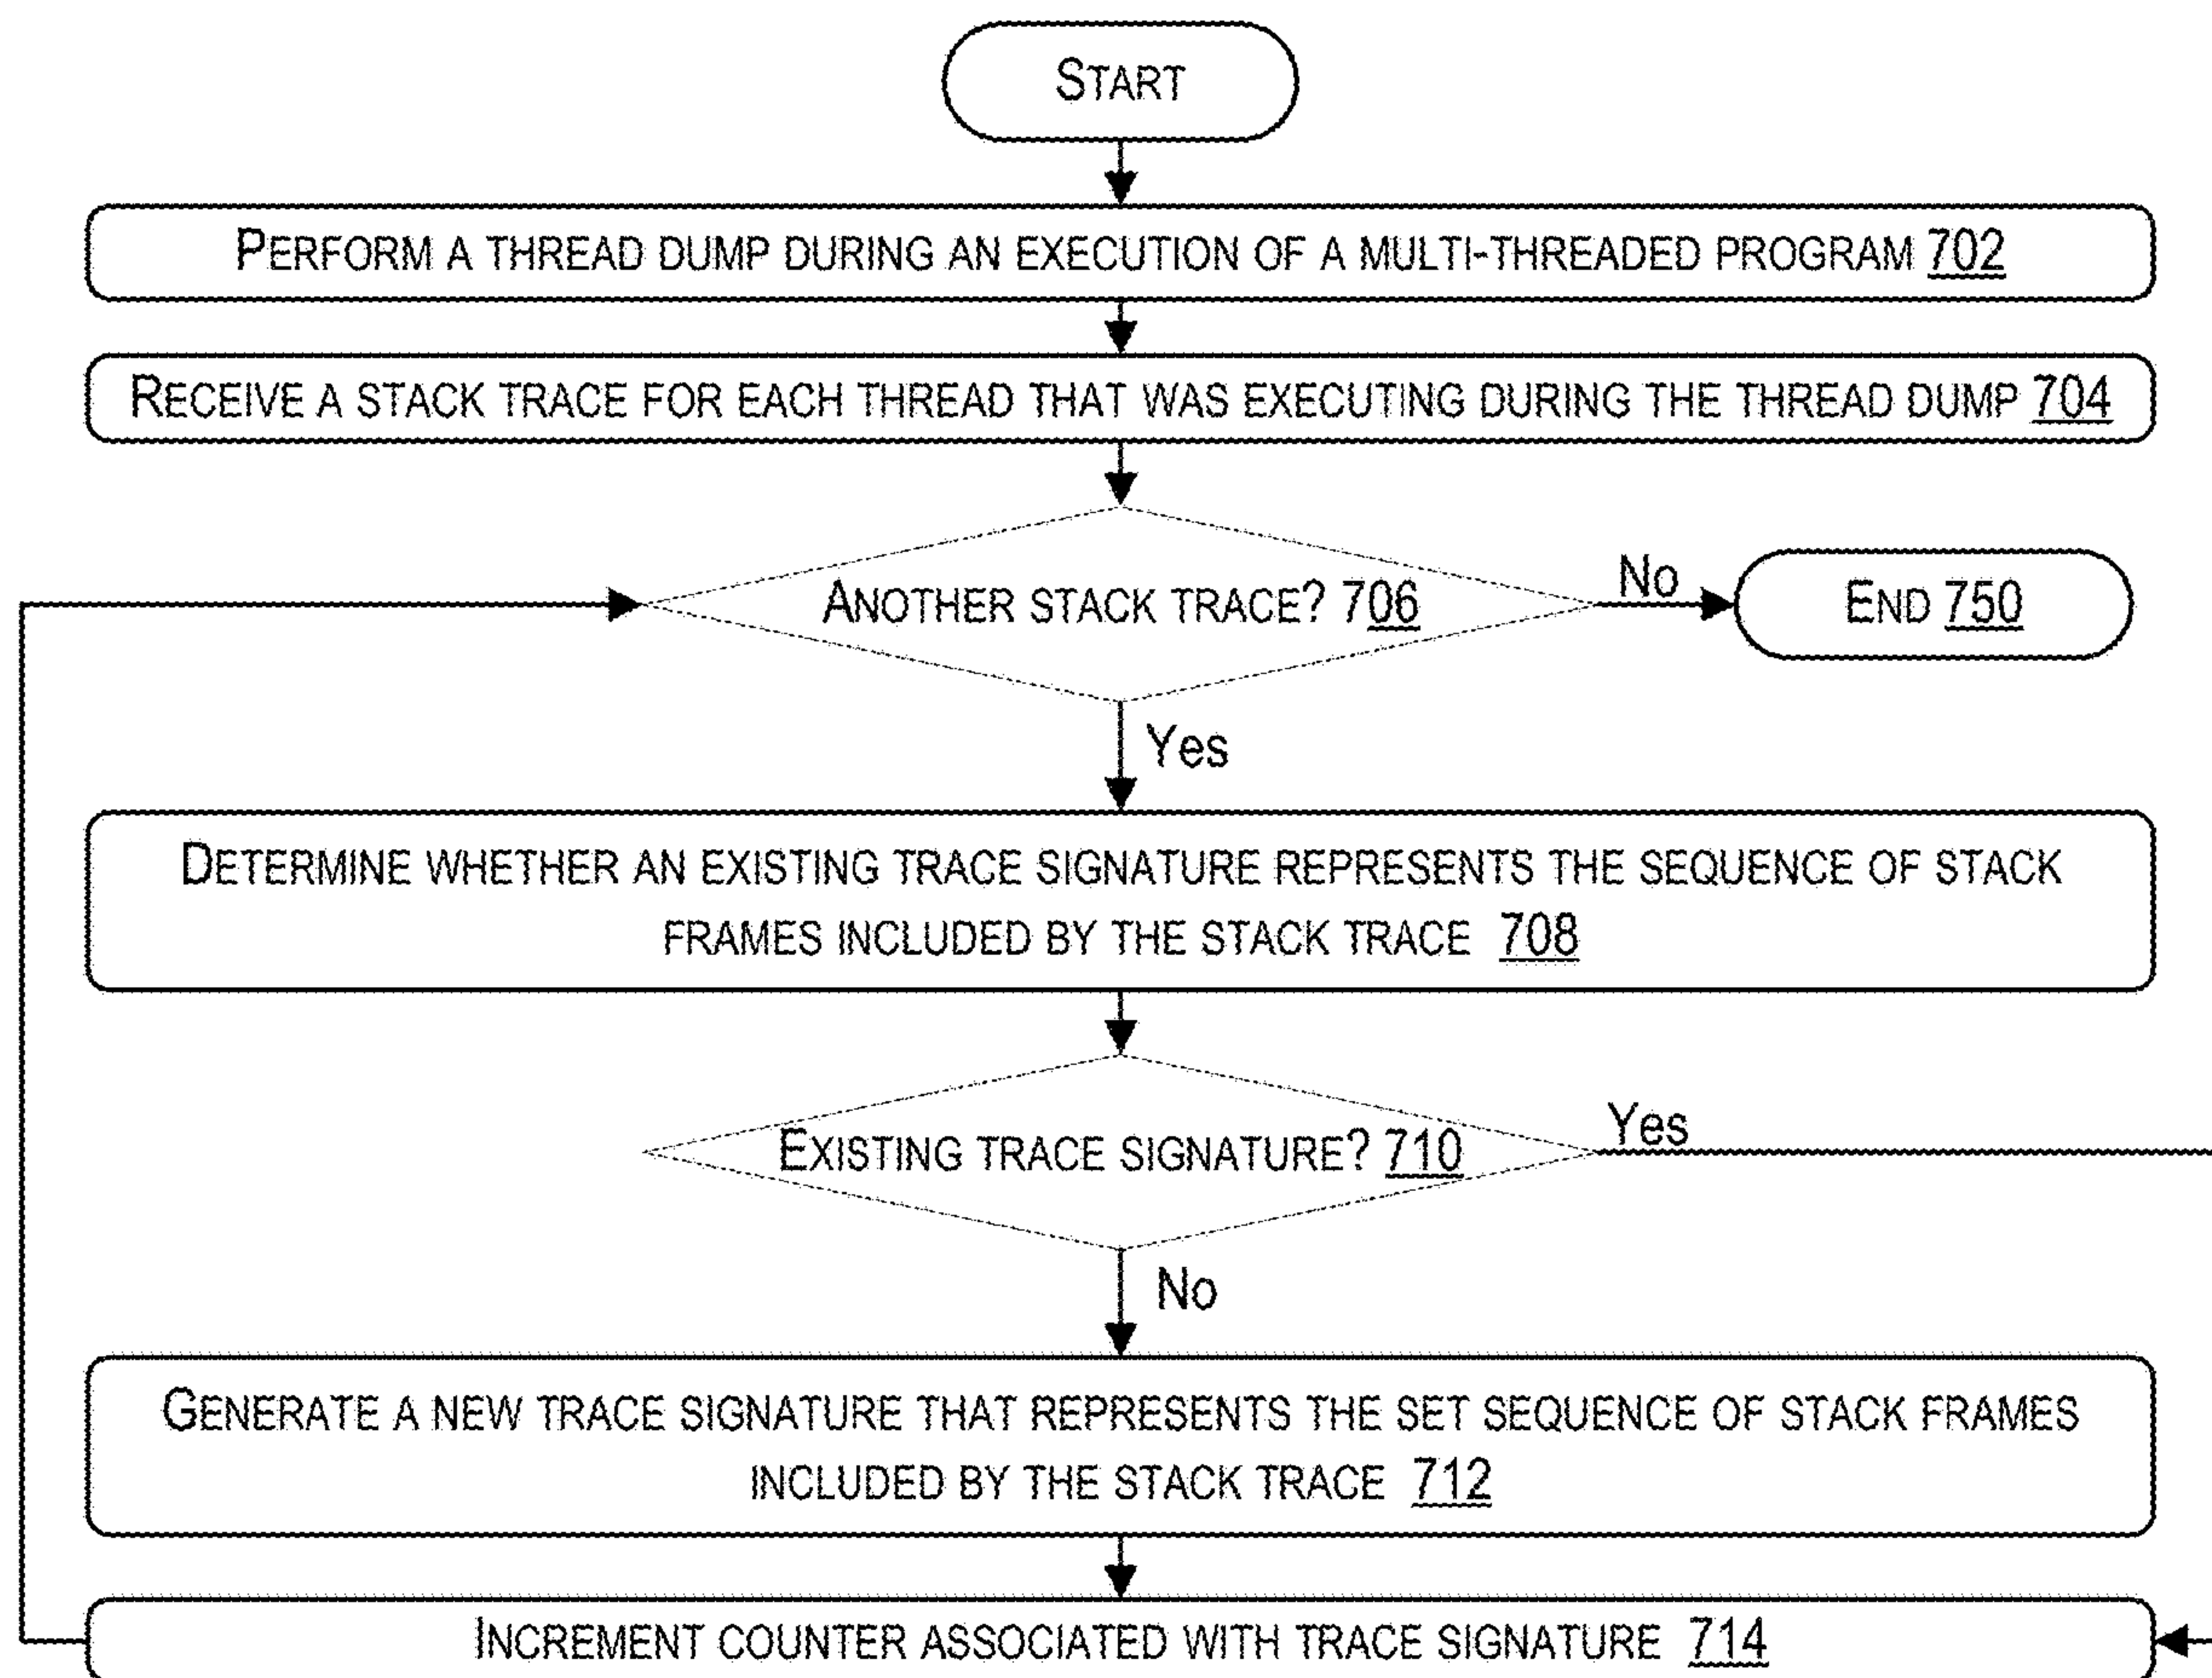 START
PERFORM A THREAD DUMP DURING AN EXECUTION OF A MULTI-THREADED PROGRAM 702
RECEIVE A STACK TRACE FOR EACH THREAD THAT WAS EXECUTING DURING THE THREAD DUMP 704
ANOTHER STACK TRACE? 706
No
END 750
Yes
DETERMINE WHETHER AN EXISTING TRACE SIGNATURE REPRESENTS THE SEQUENCE OF STACK
FRAMES INCLUDED BY THE STACK TRACE 708
EXISTING TRACE SIGNATURE? 710
Yes
No
GENERATE A NEW TRACE SIGNATURE THAT REPRESENTS THE SET SEQUENCE OF STACK FRAMES
INCLUDED BY THE STACK TRACE 712
INCREMENT COUNTER ASSOCIATED WITH TRACE SIGNATURE 714